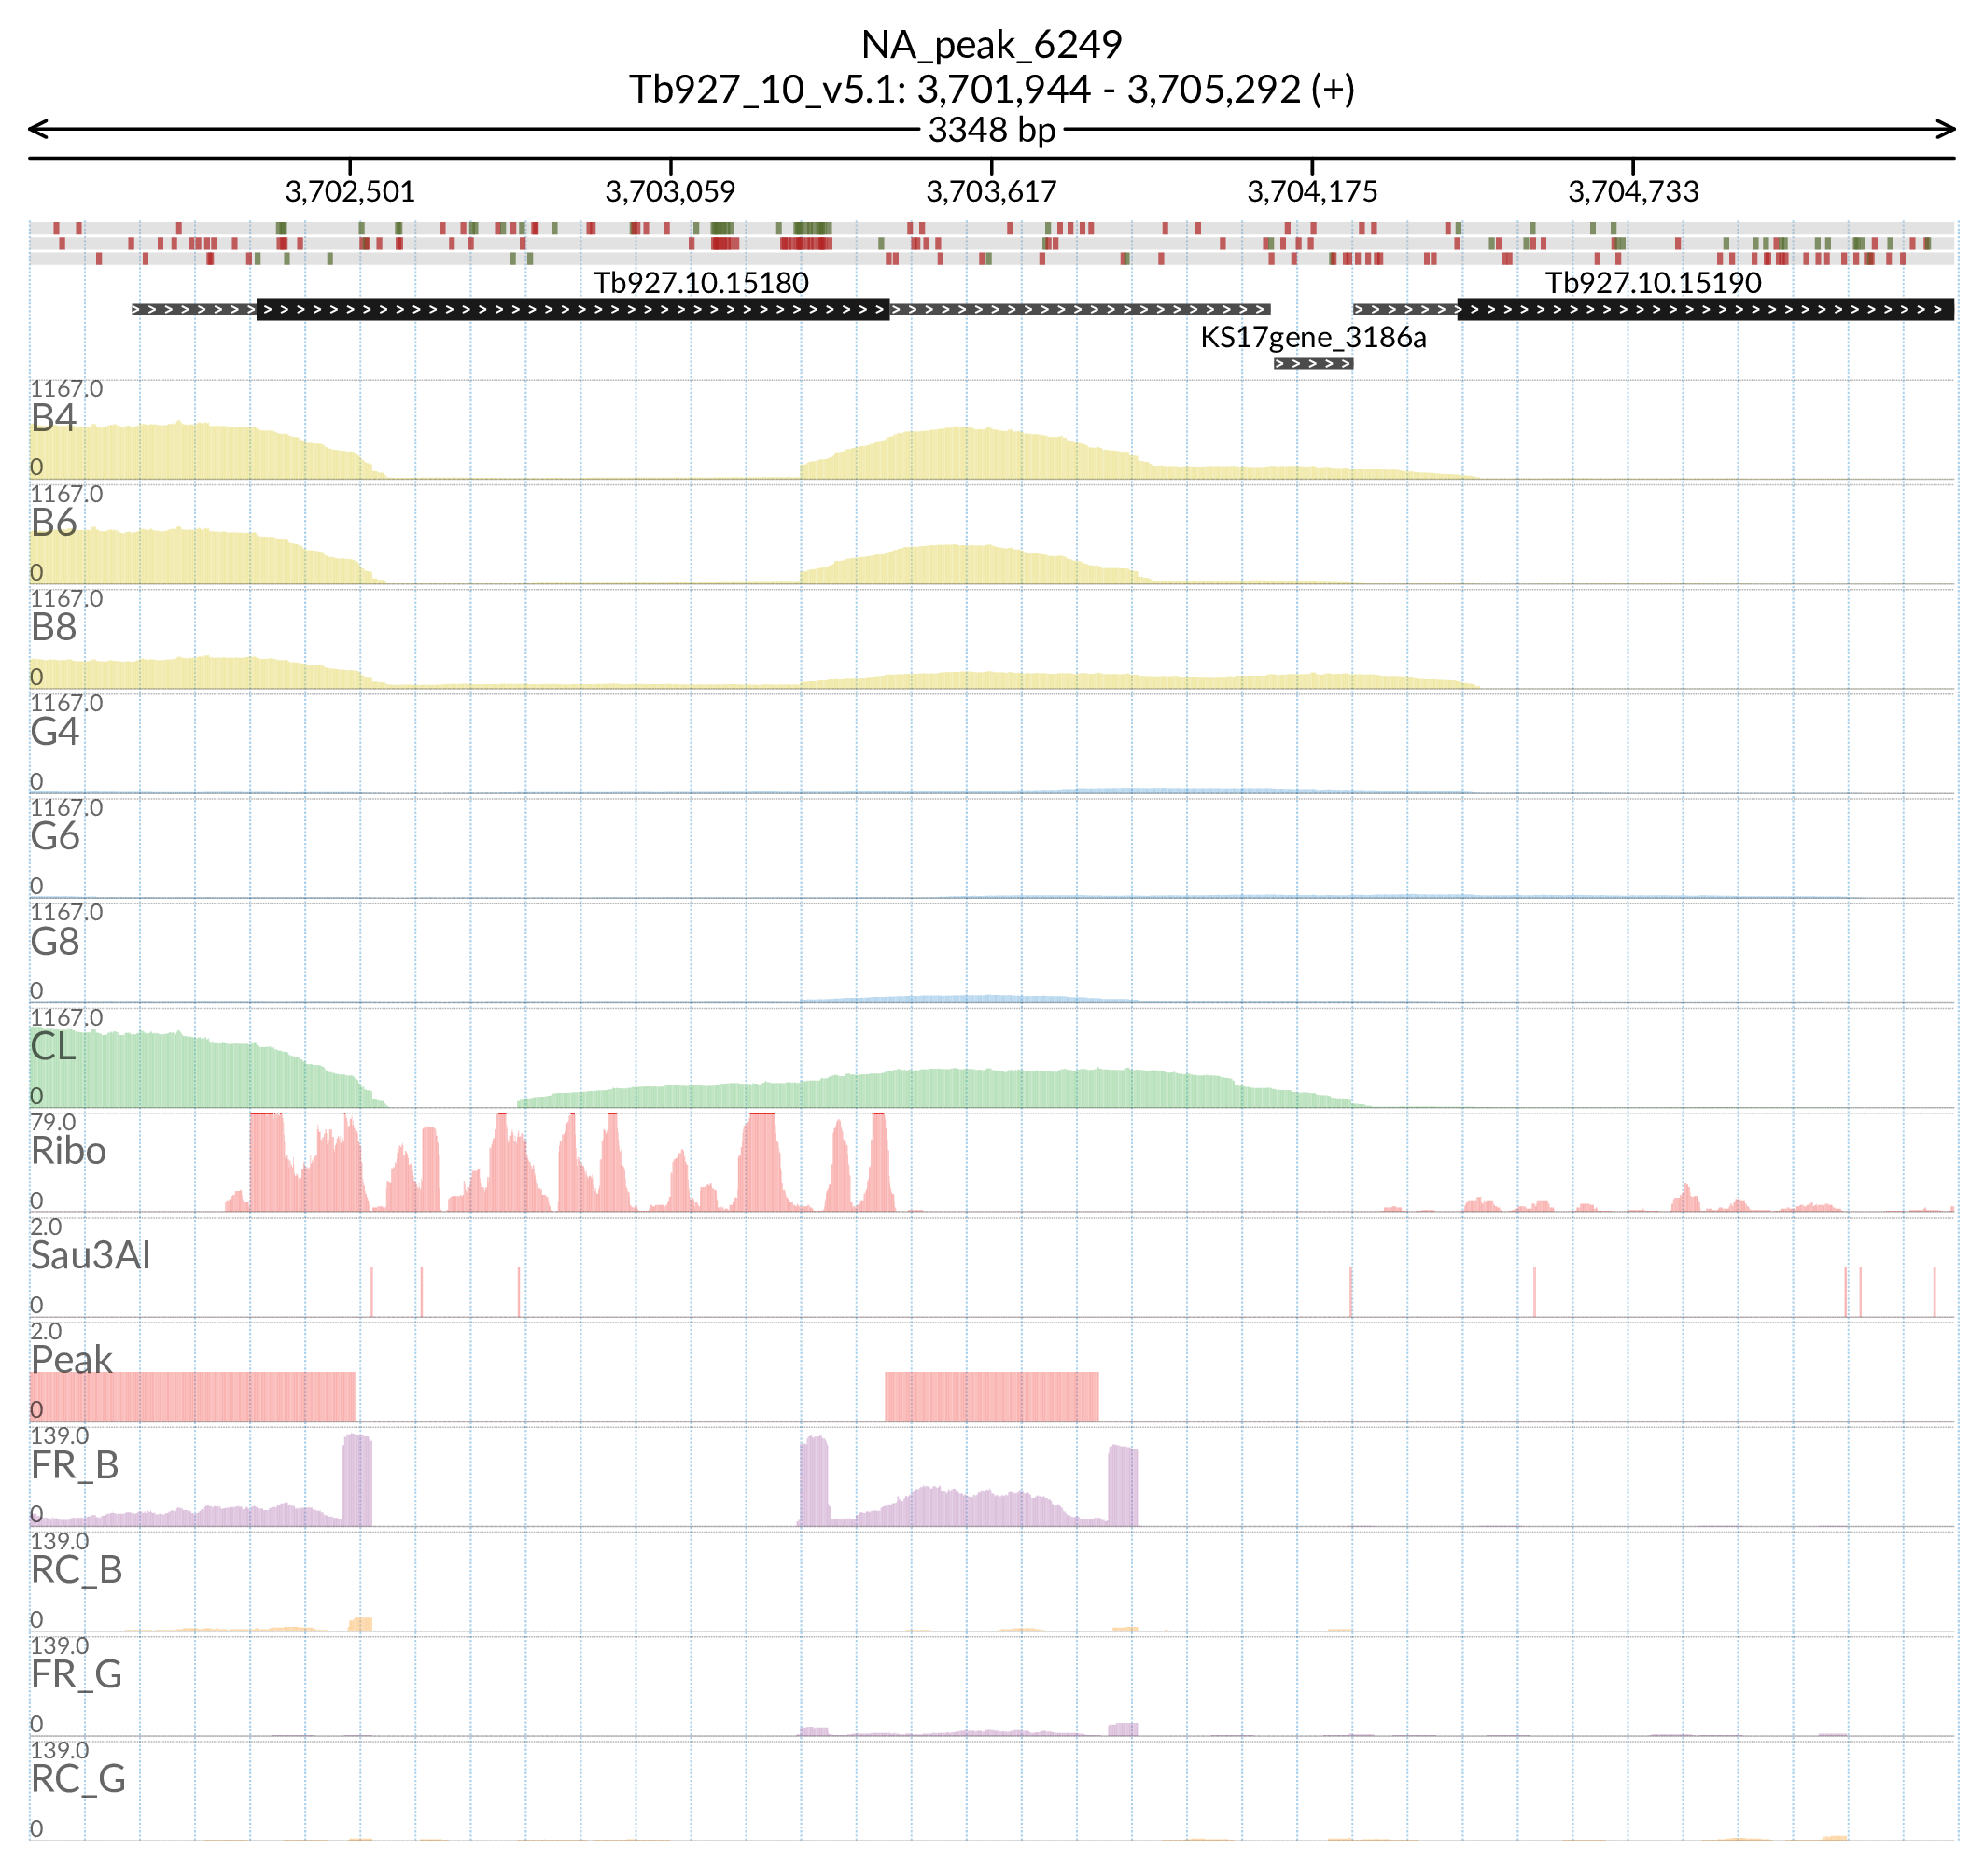 NA_peak_6249
Tb927_10_v5.1: 3,701,944 - 3,705,292 (+)
3348 bp
3,702,501 3,703,059 3,703,617 3,704,175 3,704,733
Tb927.10.15180 Tb927.10.15190
KS17gene_3186a
1167.0
B4
0
1167.0
B6
0
1167.0
B8
0
1167.0
G4
0
1167.0
G6
0
1167.0
G8
0
1167.0
CL
0
79.0
Ribo
0
2.0
Sau3AI
0
2.0
Peak
0
139.0
FR_B
0
139.0
RC_B
0
139.0
FR_G
0
139.0
RC_G
0